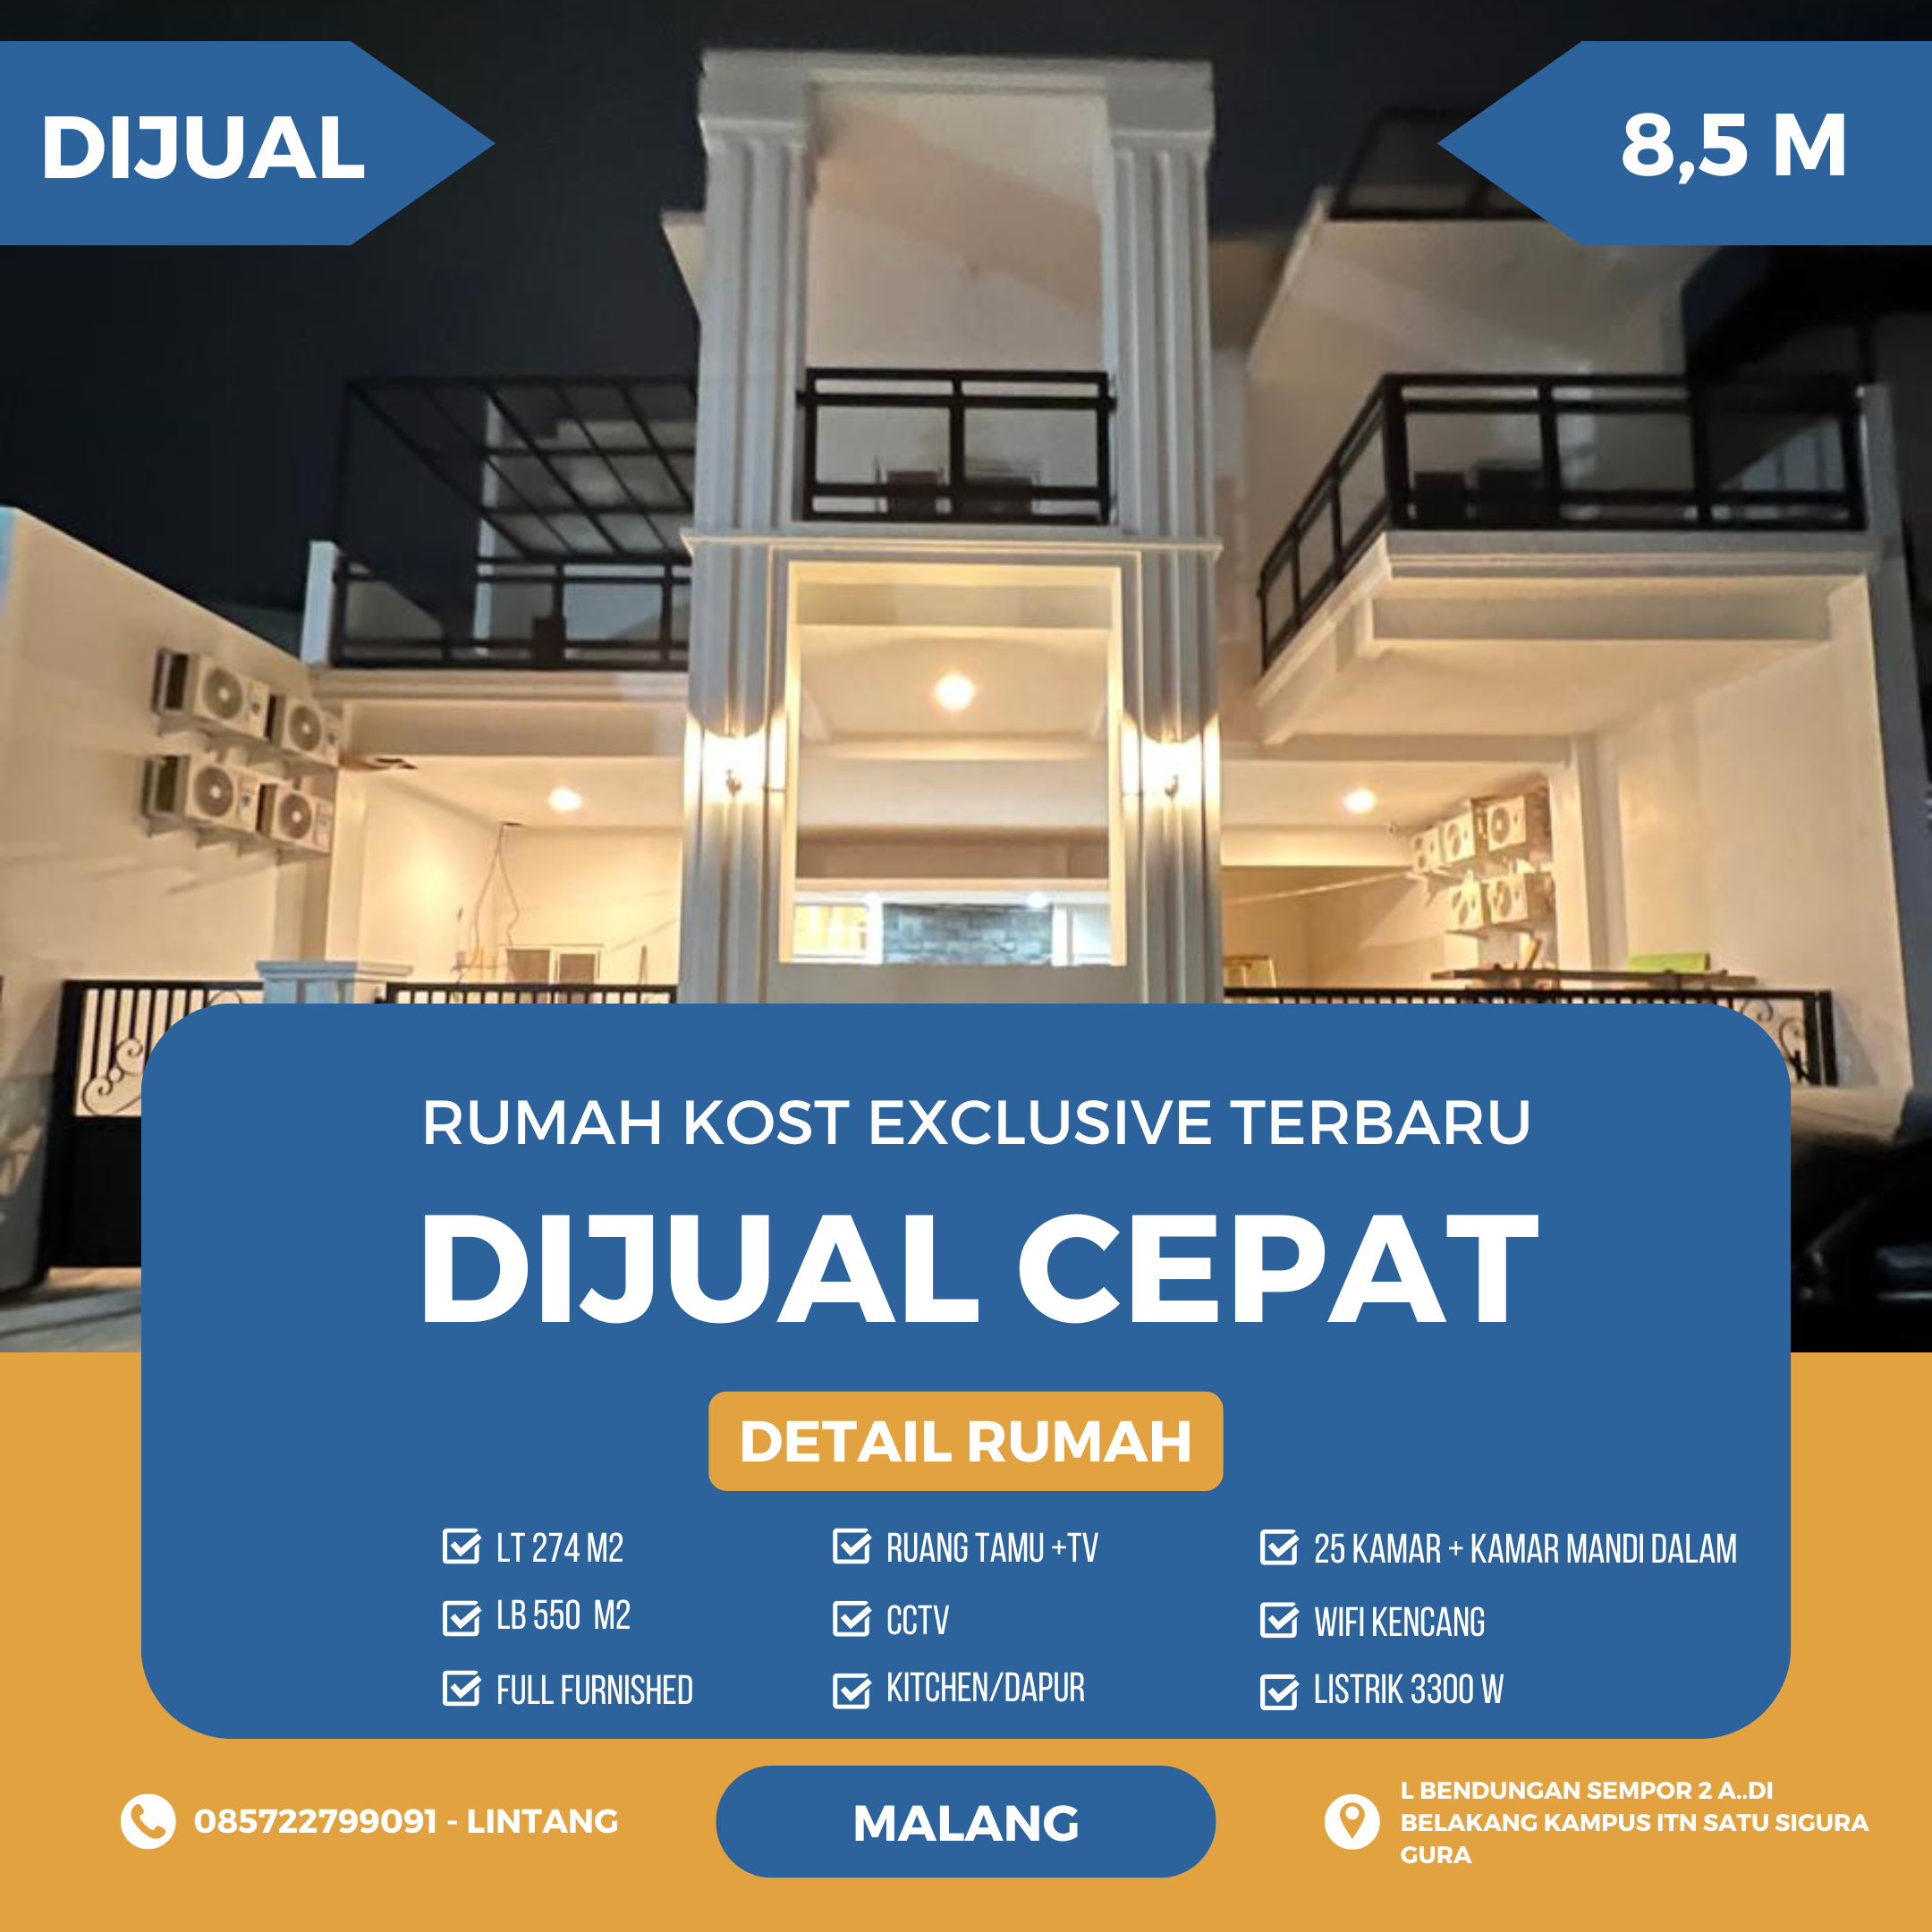 DIJUAL
8,5 M
RUMAH KOST EXCLUSIVE TERBARU
DIJUAL CEPAT
DETAIL RUMAH
LT 274 M2
LB 550 M2
FULL FURNISHED
RUANG TAMU +TV
CCTV
KITCHEN/DAPUR
25 KAMAR + KAMAR MANDI DALAM
WIFI KENCANG
LISTRIK 3300 W
085722799091 - LINTANG
MALANG
L BENDUNGAN SEMPOR 2 A..DI
BELAKANG KAMPUS ITN SATU SIGURA
GURA